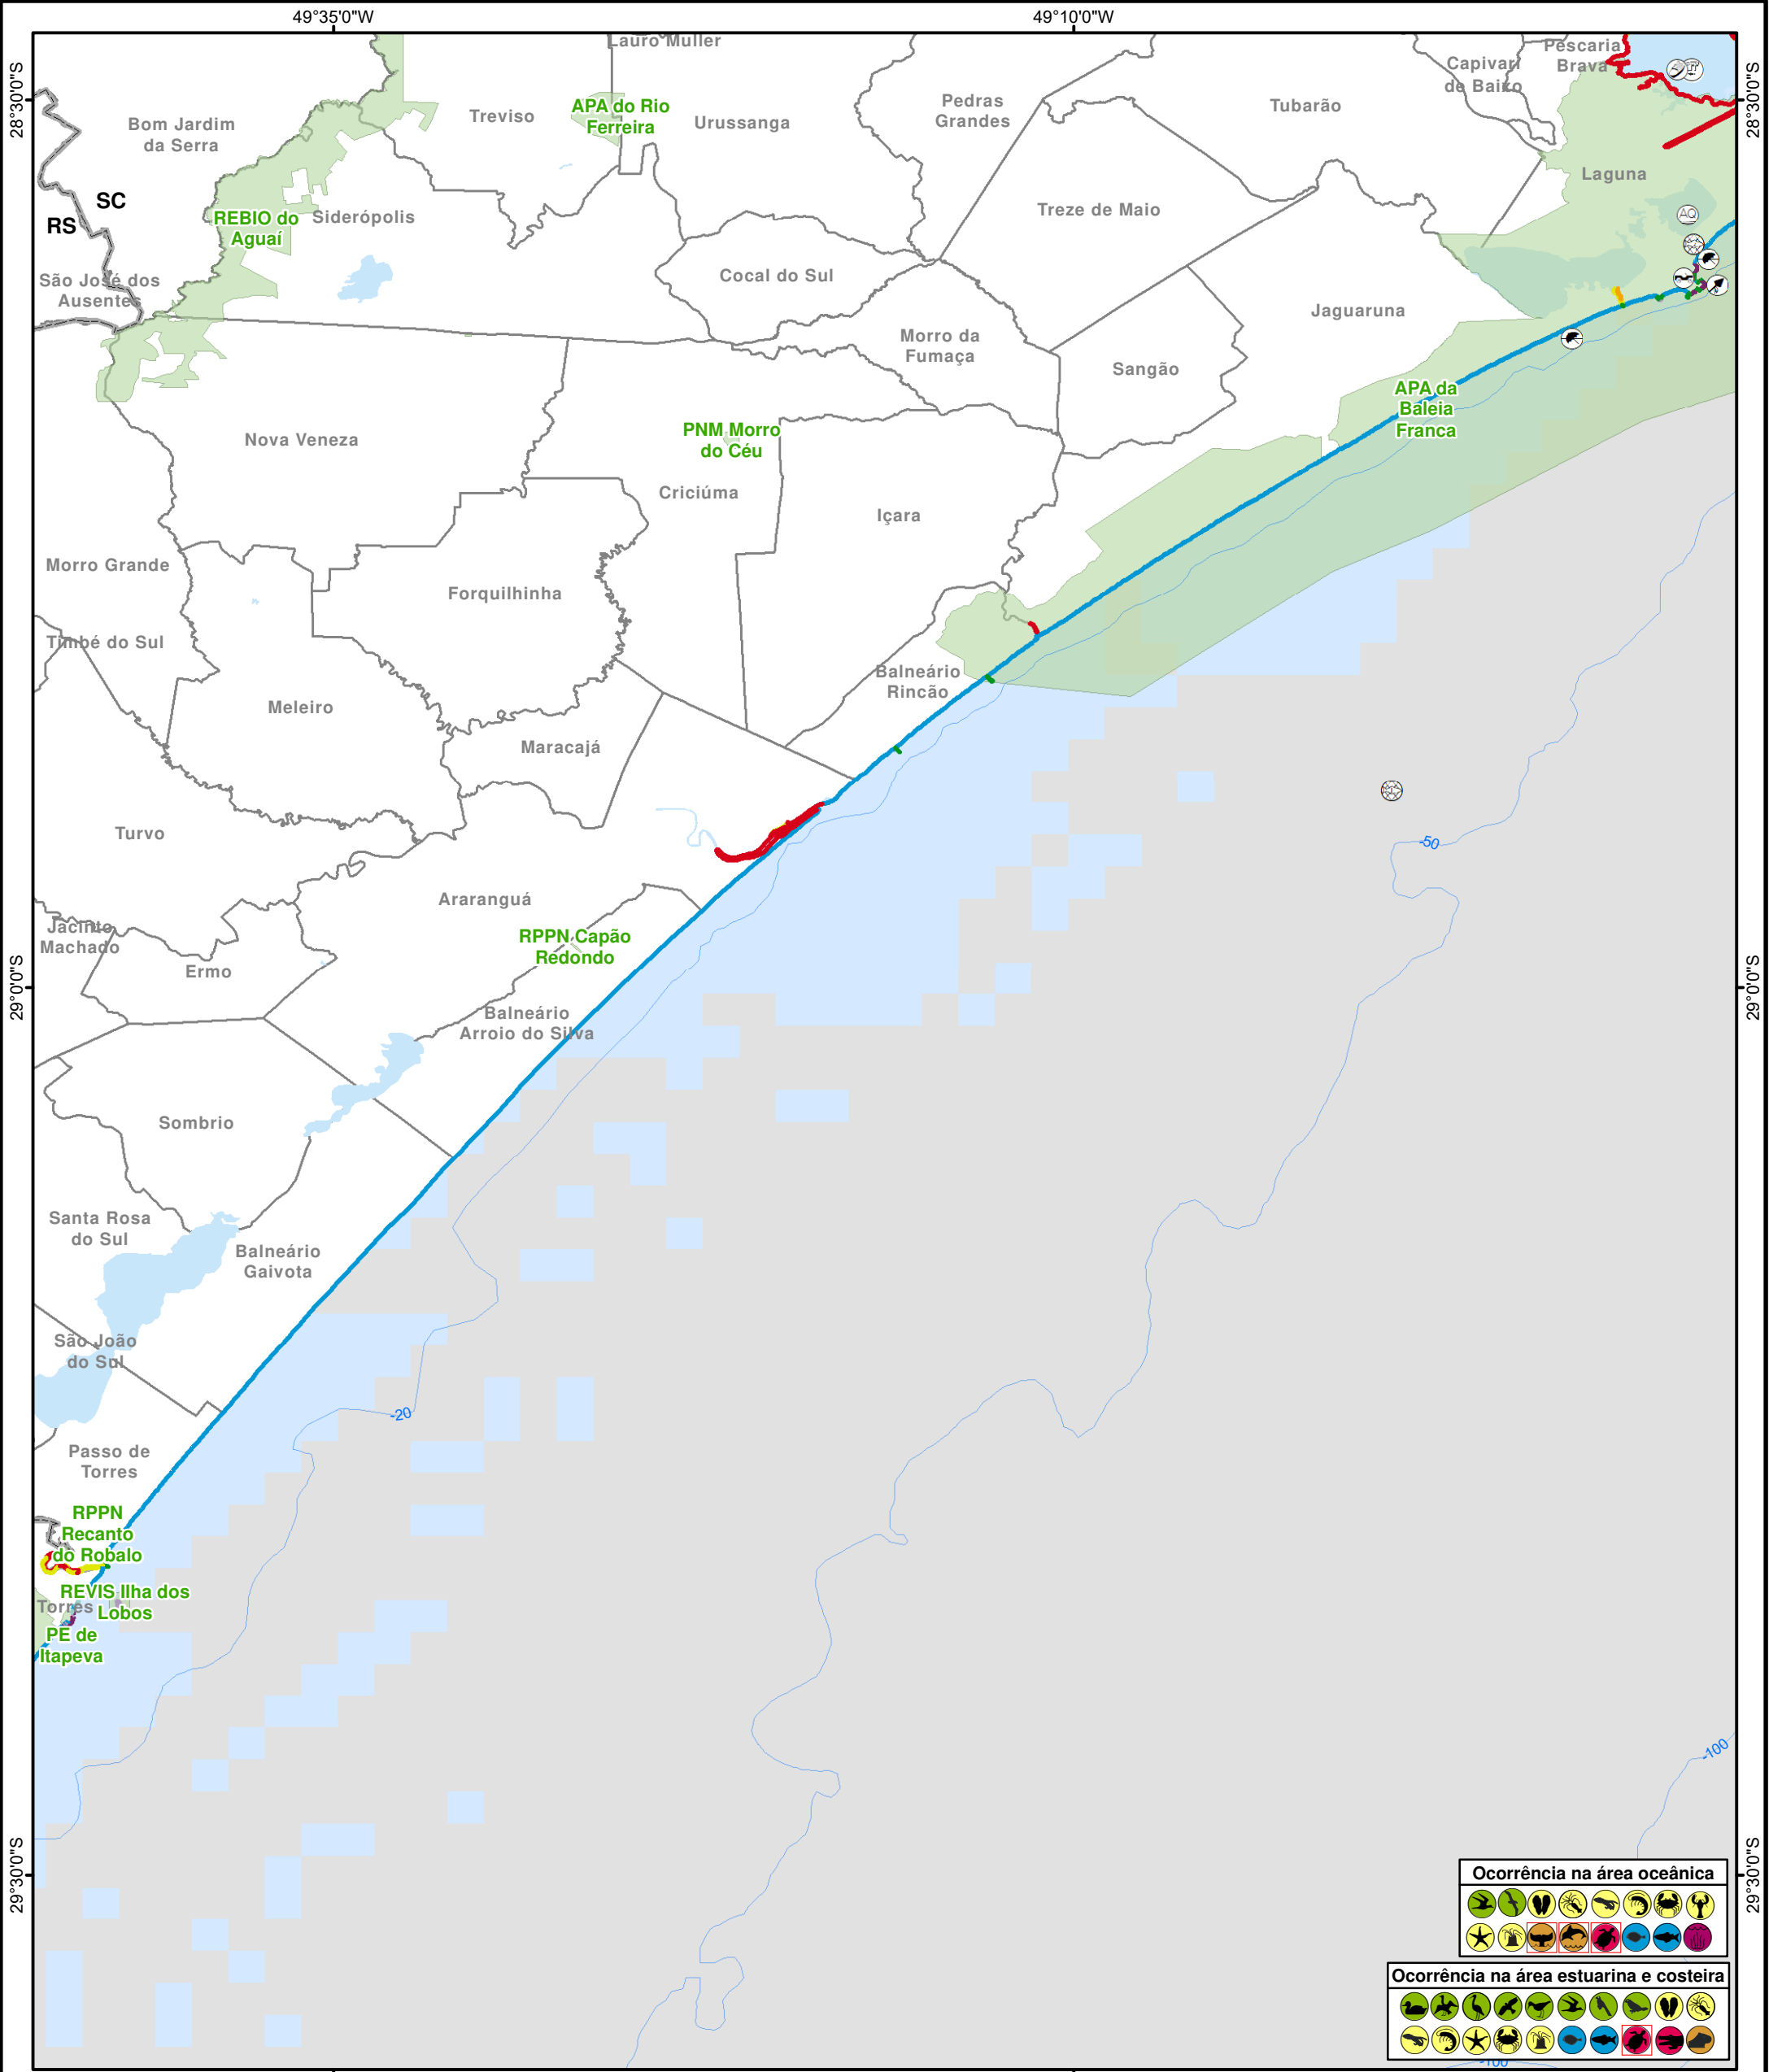 49°35'0"W
49°10'0"W
28°30'0"S
28°30'0"S
29°0'0"S
29°0'0"S
29°30'0"S
29°30'0"S
Lauro Muller
Pescaria
Brava
Capivari
de Baixo
Bom Jardim
da Serra
Treviso
APA do Rio
Ferreira
Urussanga
Pedras
Grandes
Tubarão
Laguna
SC
RS
REBIO do
Aguaí
Siderópolis
Treze de Maio
AQ
São José dos
Ausentes
Cocal do Sul
Jaguaruna
Morro da
Fumaça
Sangão
APA da
Baleia
Franca
Nova Veneza
PNM Morro
do Céu
Criciúma
Içara
Morro Grande
Forquilhinha
Timbé do Sul
Balneário
Rincão
Meleiro
Maracajá
Turvo
-50
Araranguá
Jacinto
Machado
RPPN Capão
Redondo
Ermo
Balneário
Arroio do Silva
Sombrio
Santa Rosa
do Sul
Balneário
Gaivota
São João
do Sul
-20
Passo de
Torres
RPPN
Recanto
do Robalo
REVIS Ilha dos
Lobos
Torres
PE de
Itapeva
-100
Ocorrência na área oceânica
Ocorrência na área estuarina e costeira
-100